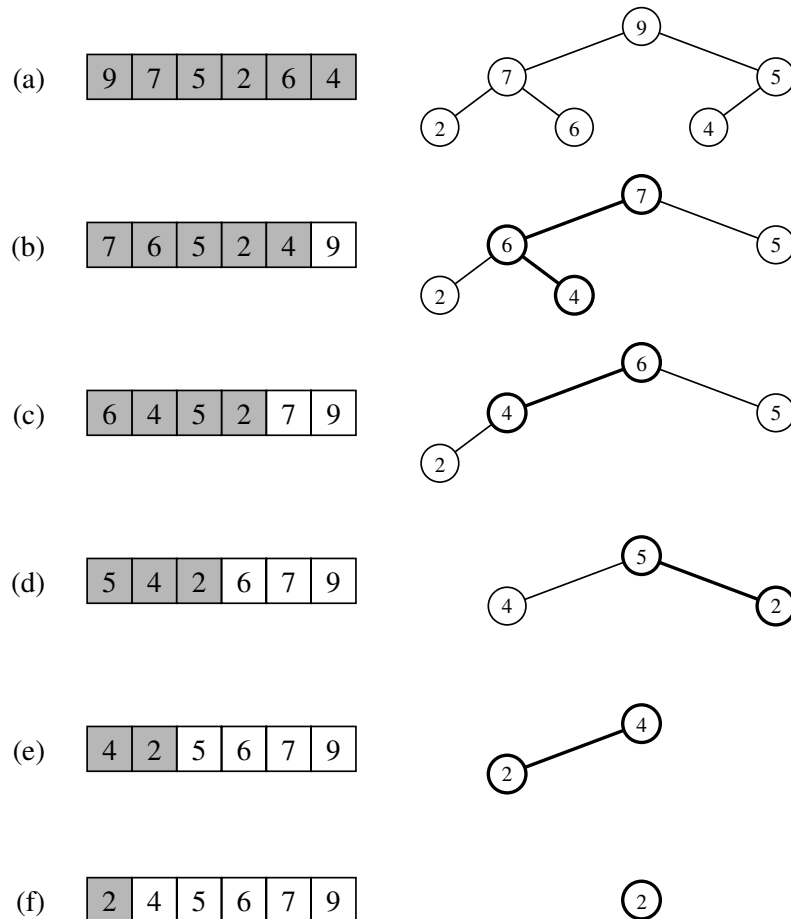 (a) 9 7 5 2 6 4
9
7 5
2 6 4
(b) 7 6 5 2 4 9
7
6 5
2 4
(c) 6 4 5 2 7 9
6
4 5
2
(d) 5 4 2 6 7 9
5
4 2
(e) 4 2 5 6 7 9
4
2
(f) 2 4 5 6 7 9
2